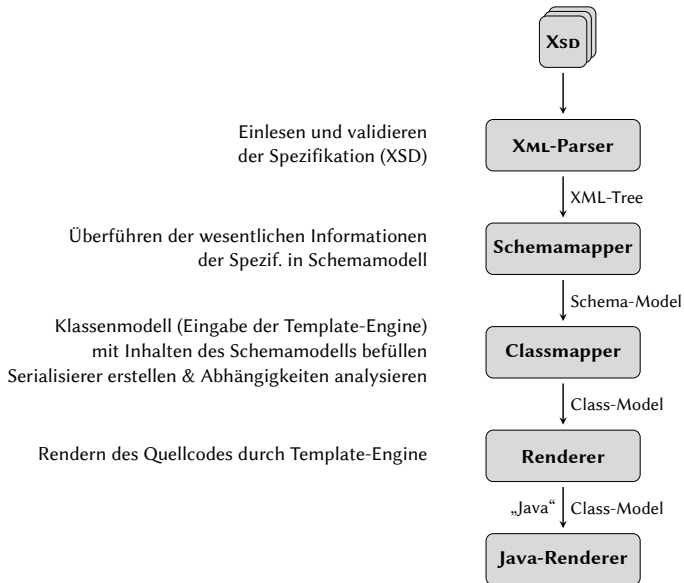 XSD
Einlesen und validieren
der Spezifikation (XSD)
XML-Parser
XML-Tree
Überführen der wesentlichen Informationen
der Spezif. in Schemamodell
Schemamapper
Schema-Model
Klassenmodell (Eingabe der Template-Engine)
mit Inhalten des Schemamodells befüllen
Serialisierer erstellen & Abhängigkeiten analysieren
Classmapper
Class-Model
Rendern des Quellcodes durch Template-Engine
Renderer
„Java“ Class-Model
Java-Renderer